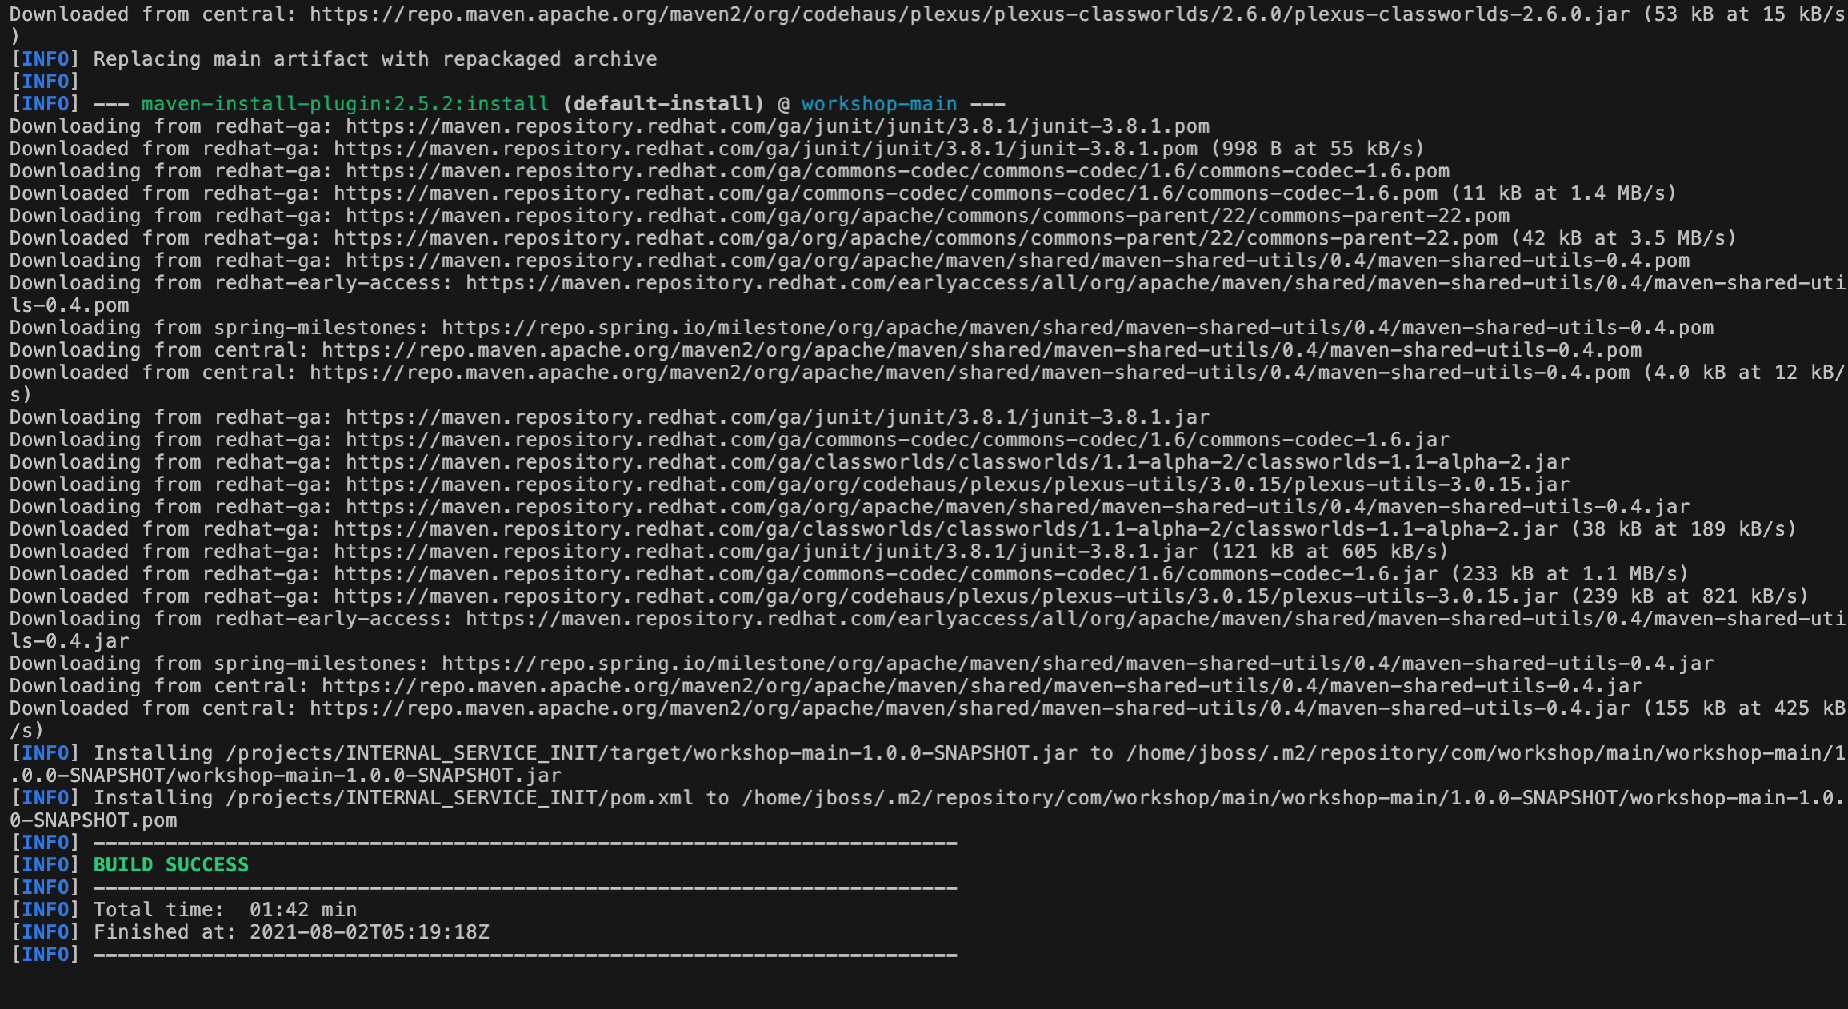 Downloaded from central: https://repo.maven.apache.org/maven2/org/codehaus/plexus/plexus-classworlds/2.6.0/plexus-classworlds-2.6.0.jar (53 kB at 15 kB/s
)
[INFO] Replacing main artifact with repackaged archive
[INFO]
[INFO] --- maven-install-plugin:2.5.2:install (default-install) @ workshop-main ---
Downloading from redhat-ga: https://maven.repository.redhat.com/ga/junit/junit/3.8.1/junit-3.8.1.pom
Downloaded from redhat-ga: https://maven.repository.redhat.com/ga/junit/junit/3.8.1/junit-3.8.1.pom (998 B at 55 kB/s)
Downloading from redhat-ga: https://maven.repository.redhat.com/ga/commons-codec/commons-codec/1.6/commons-codec-1.6.pom
Downloaded from redhat-ga: https://maven.repository.redhat.com/ga/commons-codec/commons-codec/1.6/commons-codec-1.6.pom (11 kB at 1.4 MB/s)
Downloading from redhat-ga: https://maven.repository.redhat.com/ga/org/apache/commons/commons-parent/22/commons-parent-22.pom
Downloaded from redhat-ga: https://maven.repository.redhat.com/ga/org/apache/commons/commons-parent/22/commons-parent-22.pom (42 kB at 3.5 MB/s)
Downloading from redhat-ga: https://maven.repository.redhat.com/ga/org/apache/maven/shared/maven-shared-utils/0.4/maven-shared-utils-0.4.pom
Downloading from redhat-early-access: https://maven.repository.redhat.com/earlyaccess/all/org/apache/maven/shared/maven-shared-utils/0.4/maven-shared-uti
ls-0.4.pom
Downloading from spring-milestones: https://repo.spring.io/milestone/org/apache/maven/shared/maven-shared-utils/0.4/maven-shared-utils-0.4.pom
Downloading from central: https://repo.maven.apache.org/maven2/org/apache/maven/shared/maven-shared-utils/0.4/maven-shared-utils-0.4.pom
Downloaded from central: https://repo.maven.apache.org/maven2/org/apache/maven/shared/maven-shared-utils/0.4/maven-shared-utils-0.4.pom (4.0 kB at 12 kB/
s)
Downloading from redhat-ga: https://maven.repository.redhat.com/ga/junit/junit/3.8.1/junit-3.8.1.jar
Downloading from redhat-ga: https://maven.repository.redhat.com/ga/commons-codec/commons-codec/1.6/commons-codec-1.6.jar
Downloading from redhat-ga: https://maven.repository.redhat.com/ga/classworlds/classworlds/1.1-alpha-2/classworlds-1.1-alpha-2.jar
Downloading from redhat-ga: https://maven.repository.redhat.com/ga/org/codehaus/plexus/plexus-utils/3.0.15/plexus-utils-3.0.15.jar
Downloading from redhat-ga: https://maven.repository.redhat.com/ga/org/apache/maven/shared/maven-shared-utils/0.4/maven-shared-utils-0.4.jar
Downloaded from redhat-ga: https://maven.repository.redhat.com/ga/classworlds/classworlds/1.1-alpha-2/classworlds-1.1-alpha-2.jar (38 kB at 189 kB/s)
Downloaded from redhat-ga: https://maven.repository.redhat.com/ga/junit/junit/3.8.1/junit-3.8.1.jar (121 kB at 605 kB/s)
Downloaded from redhat-ga: https://maven.repository.redhat.com/ga/commons-codec/commons-codec/1.6/commons-codec-1.6.jar (233 kB at 1.1 MB/s)
Downloaded from redhat-ga: https://maven.repository.redhat.com/ga/org/codehaus/plexus/plexus-utils/3.0.15/plexus-utils-3.0.15.jar (239 kB at 821 kB/s)
Downloading from redhat-early-access: https://maven.repository.redhat.com/earlyaccess/all/org/apache/maven/shared/maven-shared-utils/0.4/maven-shared-uti
ls-0.4.jar
Downloading from spring-milestones: https://repo.spring.io/milestone/org/apache/maven/shared/maven-shared-utils/0.4/maven-shared-utils-0.4.jar
Downloading from central: https://repo.maven.apache.org/maven2/org/apache/maven/shared/maven-shared-utils/0.4/maven-shared-utils-0.4.jar
Downloaded from central: https://repo.maven.apache.org/maven2/org/apache/maven/shared/maven-shared-utils/0.4/maven-shared-utils-0.4.jar (155 kB at 425 kB
/s)
[INFO] Installing /projects/INTERNAL_SERVICE_INIT/target/workshop-main-1.0.0-SNAPSHOT.jar to /home/jboss/.m2/repository/com/workshop/main/workshop-main/1
.0.0-SNAPSHOT/workshop-main-1.0.0-SNAPSHOT.jar
[INFO] Installing /projects/INTERNAL_SERVICE_INIT/pom.xml to /home/jboss/.m2/repository/com/workshop/main/workshop-main/1.0.0-SNAPSHOT/workshop-main-1.0.
0-SNAPSHOT.pom
[INFO] ------------------------------------------------------------------------
[INFO] BUILD SUCCESS
[INFO] ------------------------------------------------------------------------
[INFO] Total time:  01:42 min
[INFO] Finished at: 2021-08-02T05:19:18Z
[INFO] ------------------------------------------------------------------------